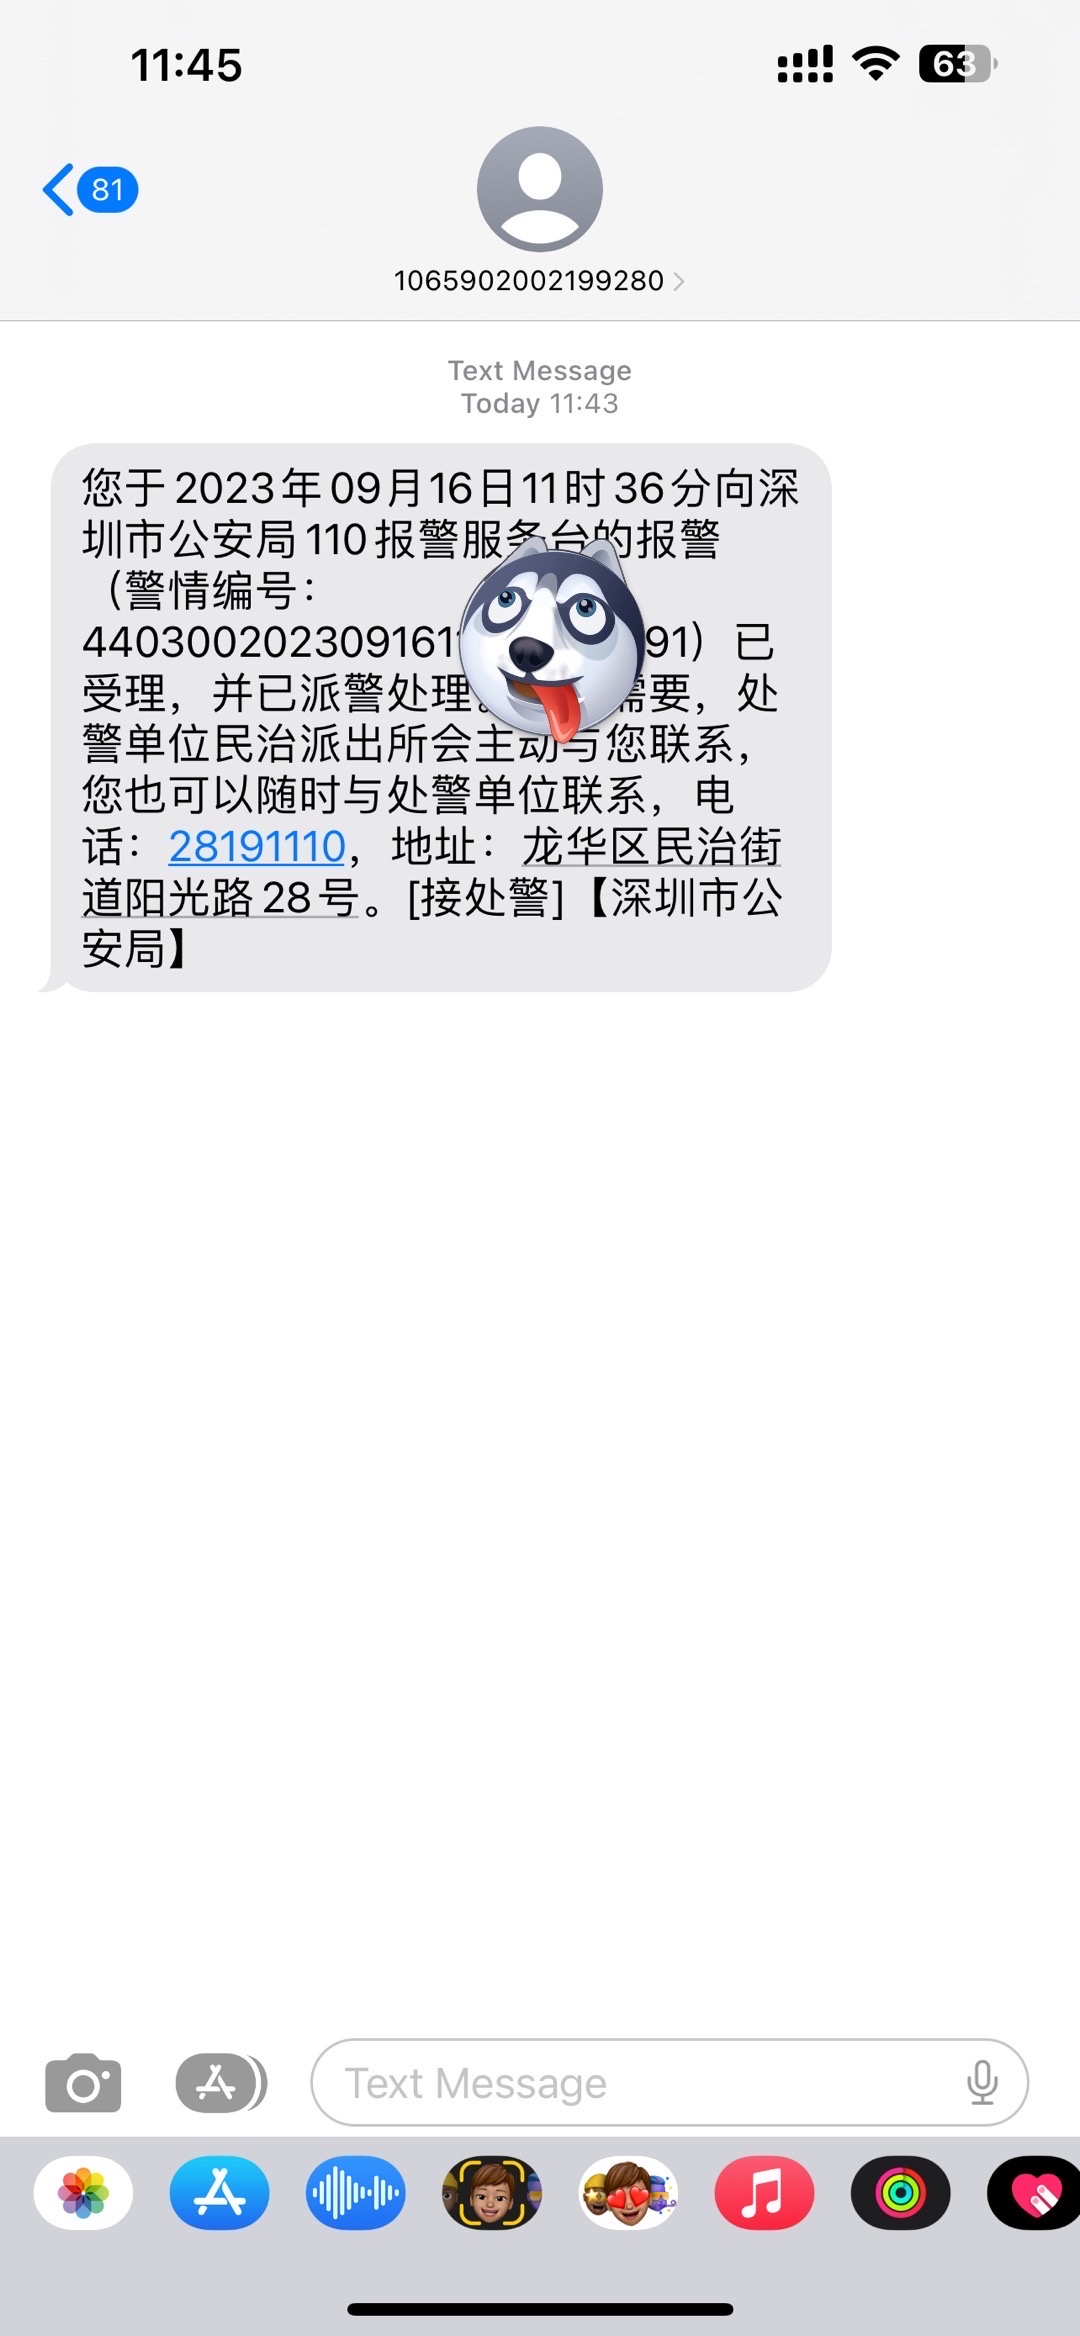 11:45
63
81
1065902002199280
Text Message
Today 11:43
您于2023年09月16日11时36分向深
圳市公安局110报警服务台的报警
（警情编号：
440300202309161 91）已
受理，并已派警处理。 需要，处
警单位民治派出所会主动与您联系，
您也可以随时与处警单位联系，电
话：28191110，地址：龙华区民治街
道阳光路28号。[接处警]【深圳市公
安局】
Text Message